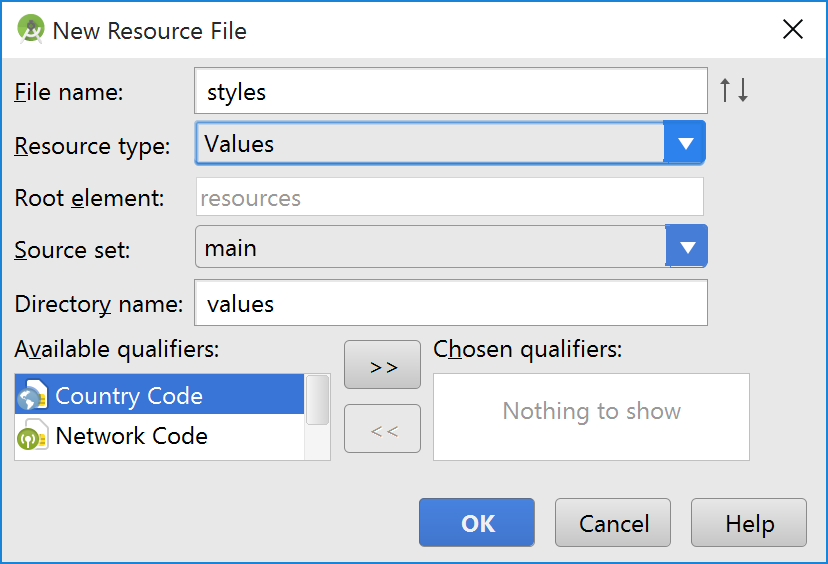 New Resource File
File name: styles
Resource type: Values
Root element: resources
Source set: main
Directory name: values
Available qualifiers: >> Chosen qualifiers:
Country Code Nothing to show
Network Code <<
OK Cancel Help